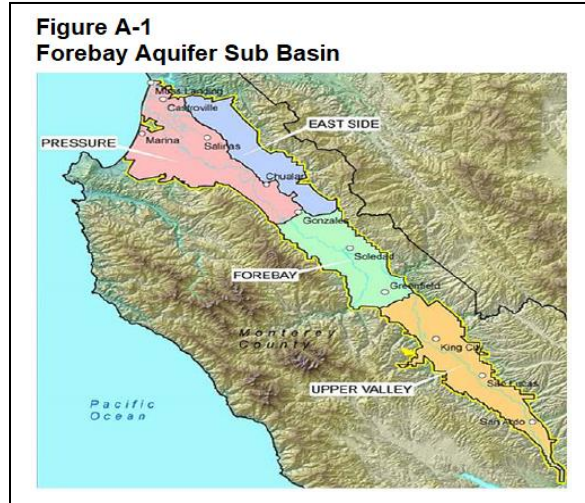 Figure A-1
Forebay Aquifer Sub Basin
Moss Landing
Castroville
EAST SIDE
PRESSURE
Marina
Salinas
Chualar
Gonzales
Soledad
FOREBAY
Greenfield
Monterey
County
King City
UPPER VALLEY
San Lucas
Pacific
Ocean
San Ardo